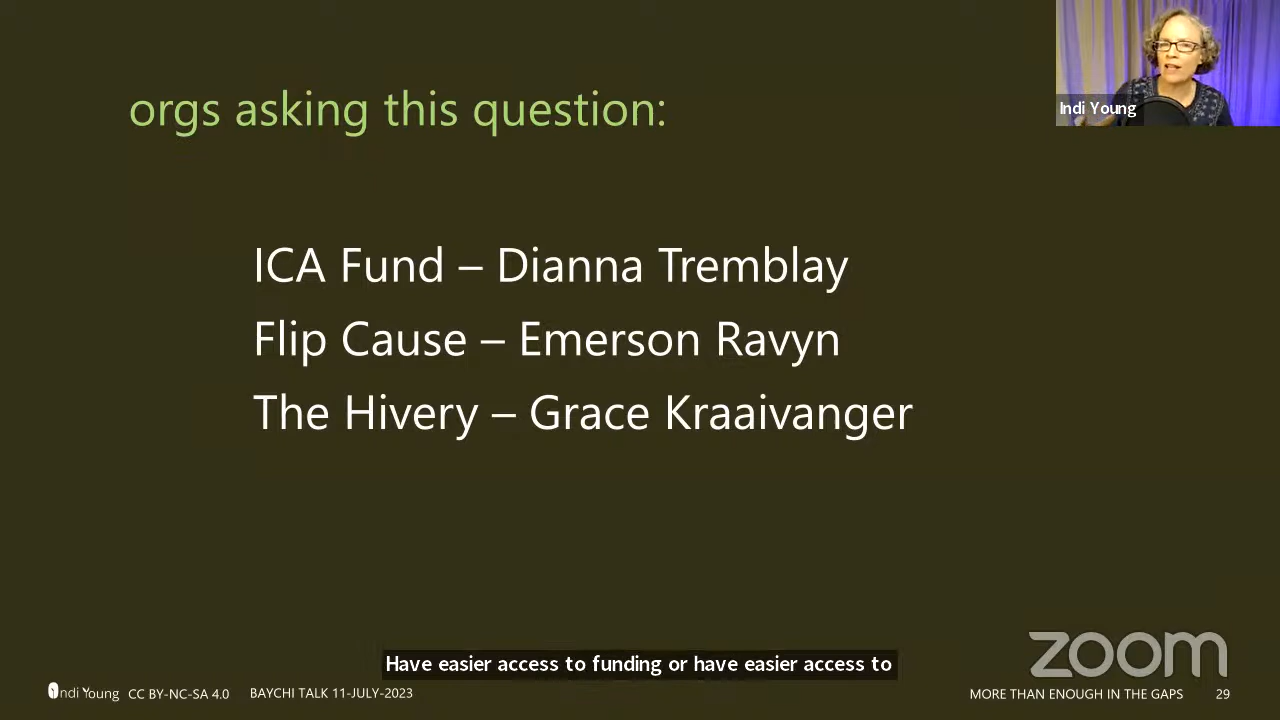 orgs asking this question:
Indi Young
ICA Fund – Dianna Tremblay
Flip Cause – Emerson Ravyn
The Hivery – Grace Kraaivanger
zoom
Have easier access to funding or have easier access to
Indi Young CC BY-NC-SA 4.0 BAYCHI TALK 11-JULY-2023 MORE THAN ENOUGH IN THE GAPS 29